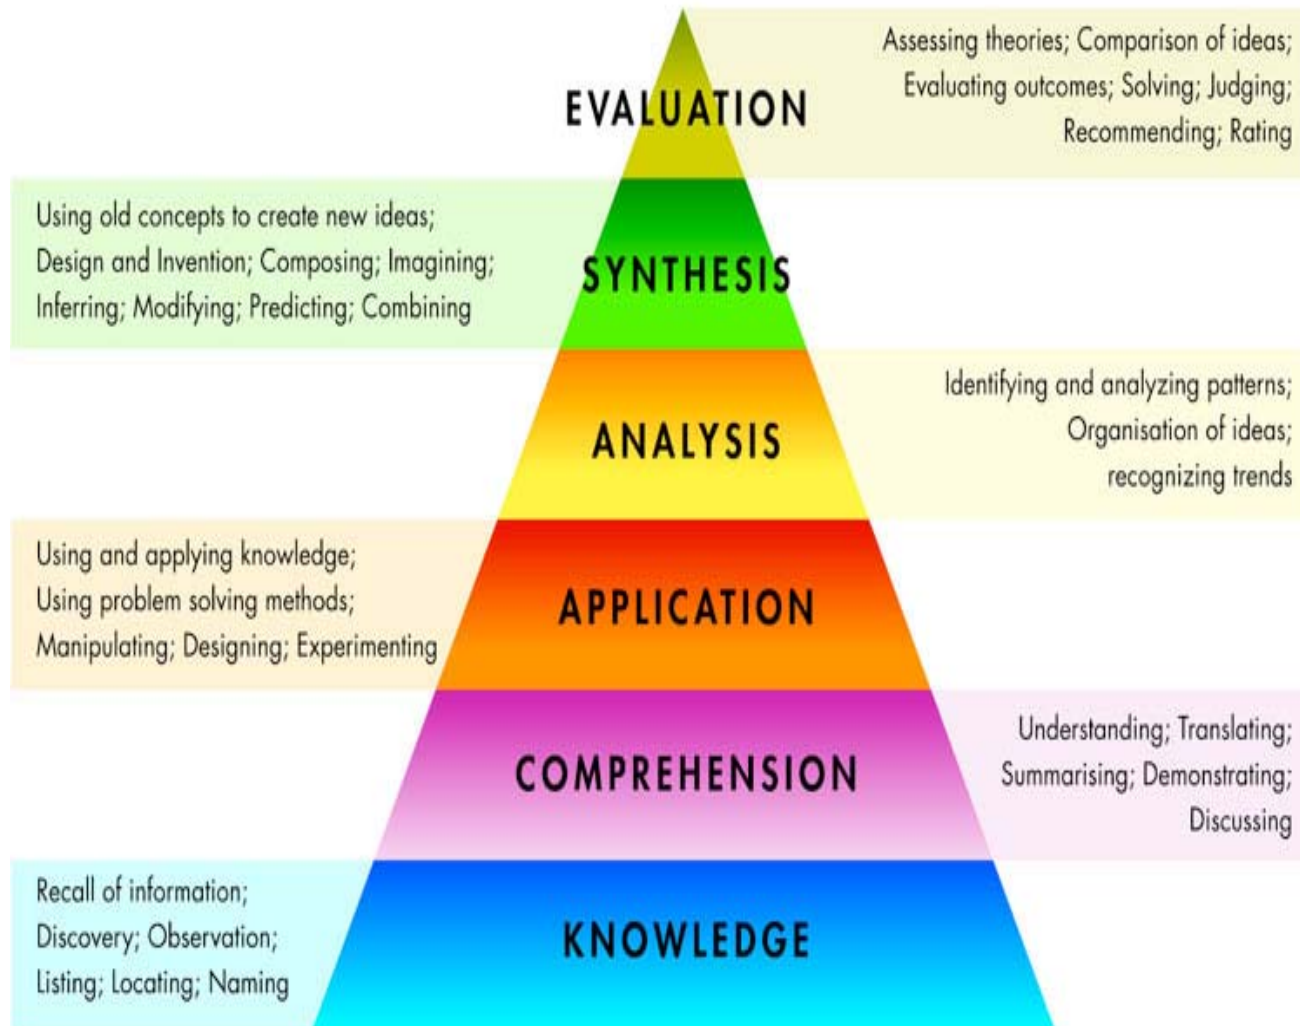 EVALUATION
Assessing theories; Comparison of ideas;
Evaluating outcomes; Solving; Judging;
Recommending; Rating
Using old concepts to create new ideas;
Design and Invention; Composing; Imagining;
Inferring; Modifying; Predicting; Combining
SYNTHESIS
ANALYSIS
Identifying and analyzing patterns;
Organisation of ideas;
recognizing trends
Using and applying knowledge;
Using problem solving methods;
Manipulating; Designing; Experimenting
APPLICATION
COMPREHENSION
Understanding; Translating;
Summarising; Demonstrating;
Discussing
Recall of information;
Discovery; Observation;
Listing; Locating; Naming
KNOWLEDGE